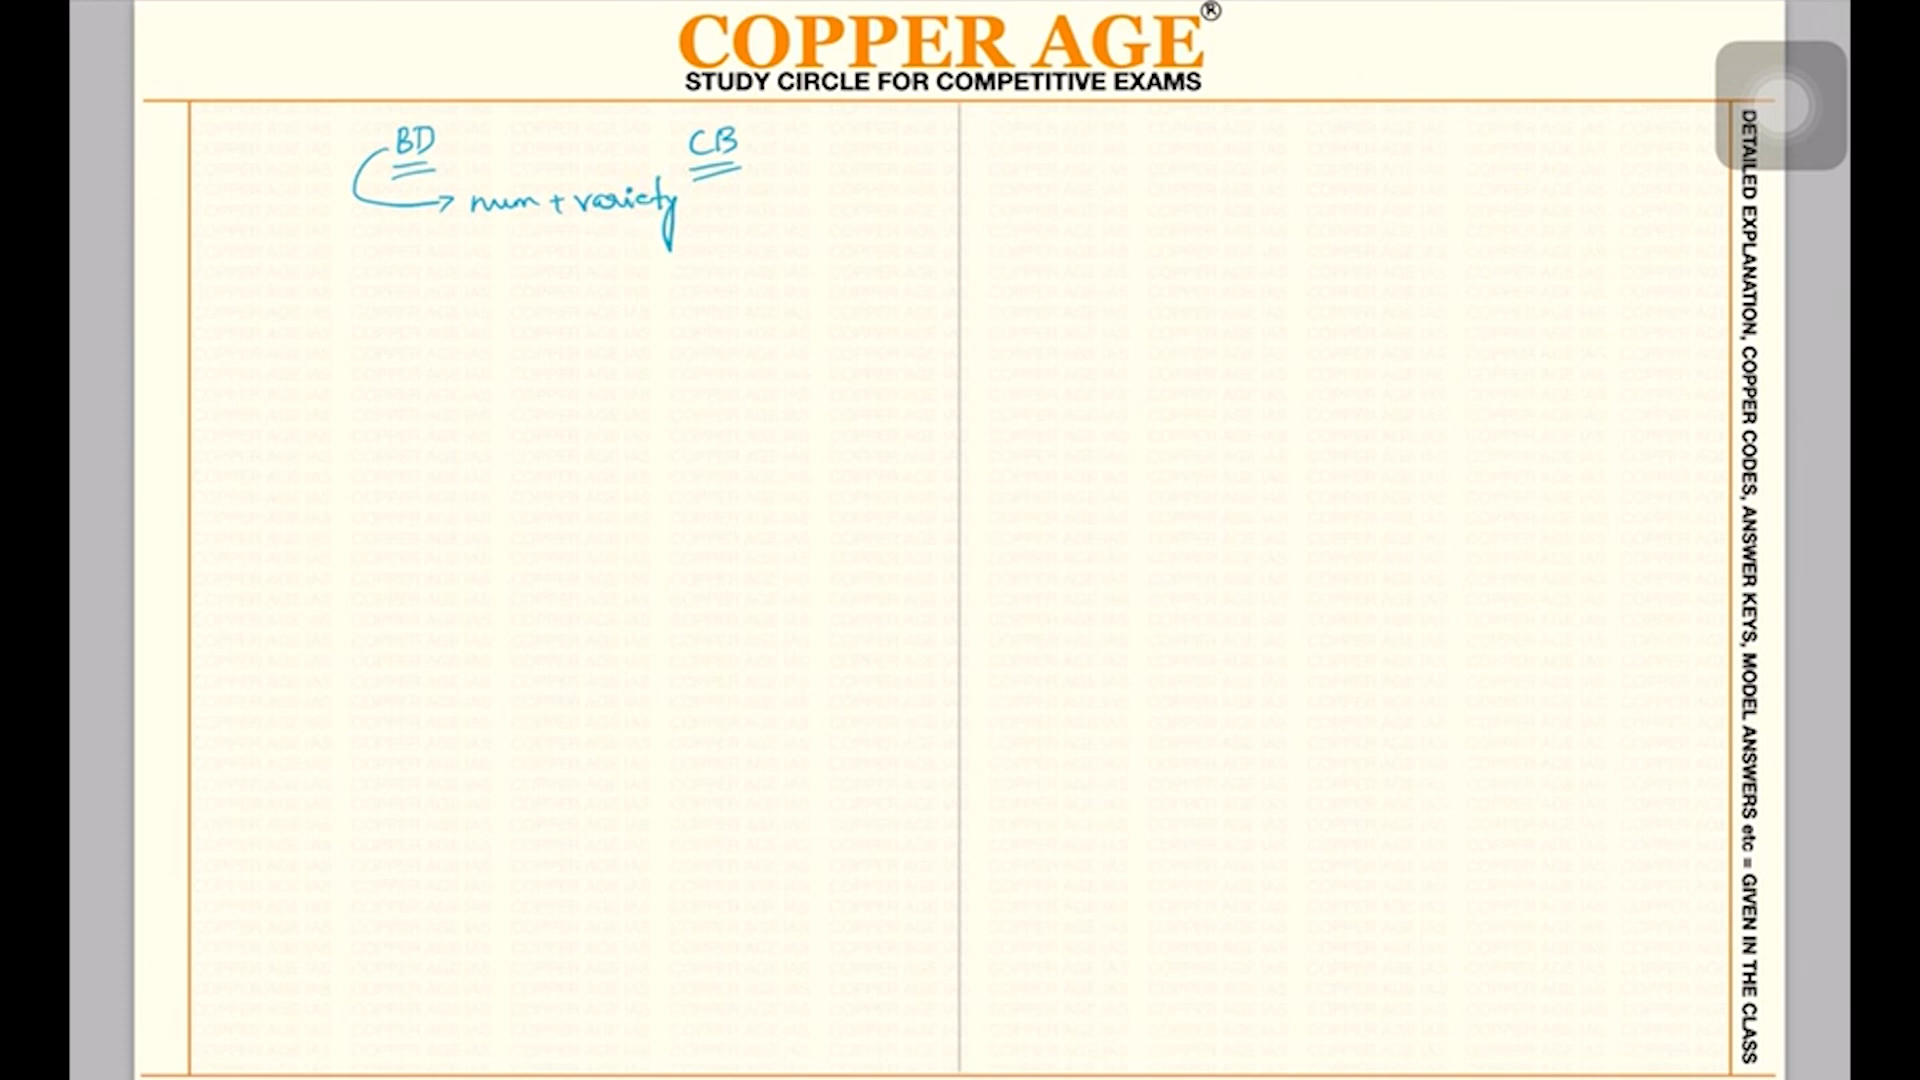 COPPER AGE®
STUDY CIRCLE FOR COMPETITIVE EXAMS
BD CB
num + variety
DETAILED EXPLANATION, COPPER CODES, ANSWER KEYS, MODEL ANSWERS etc = GIVEN IN THE CLASS